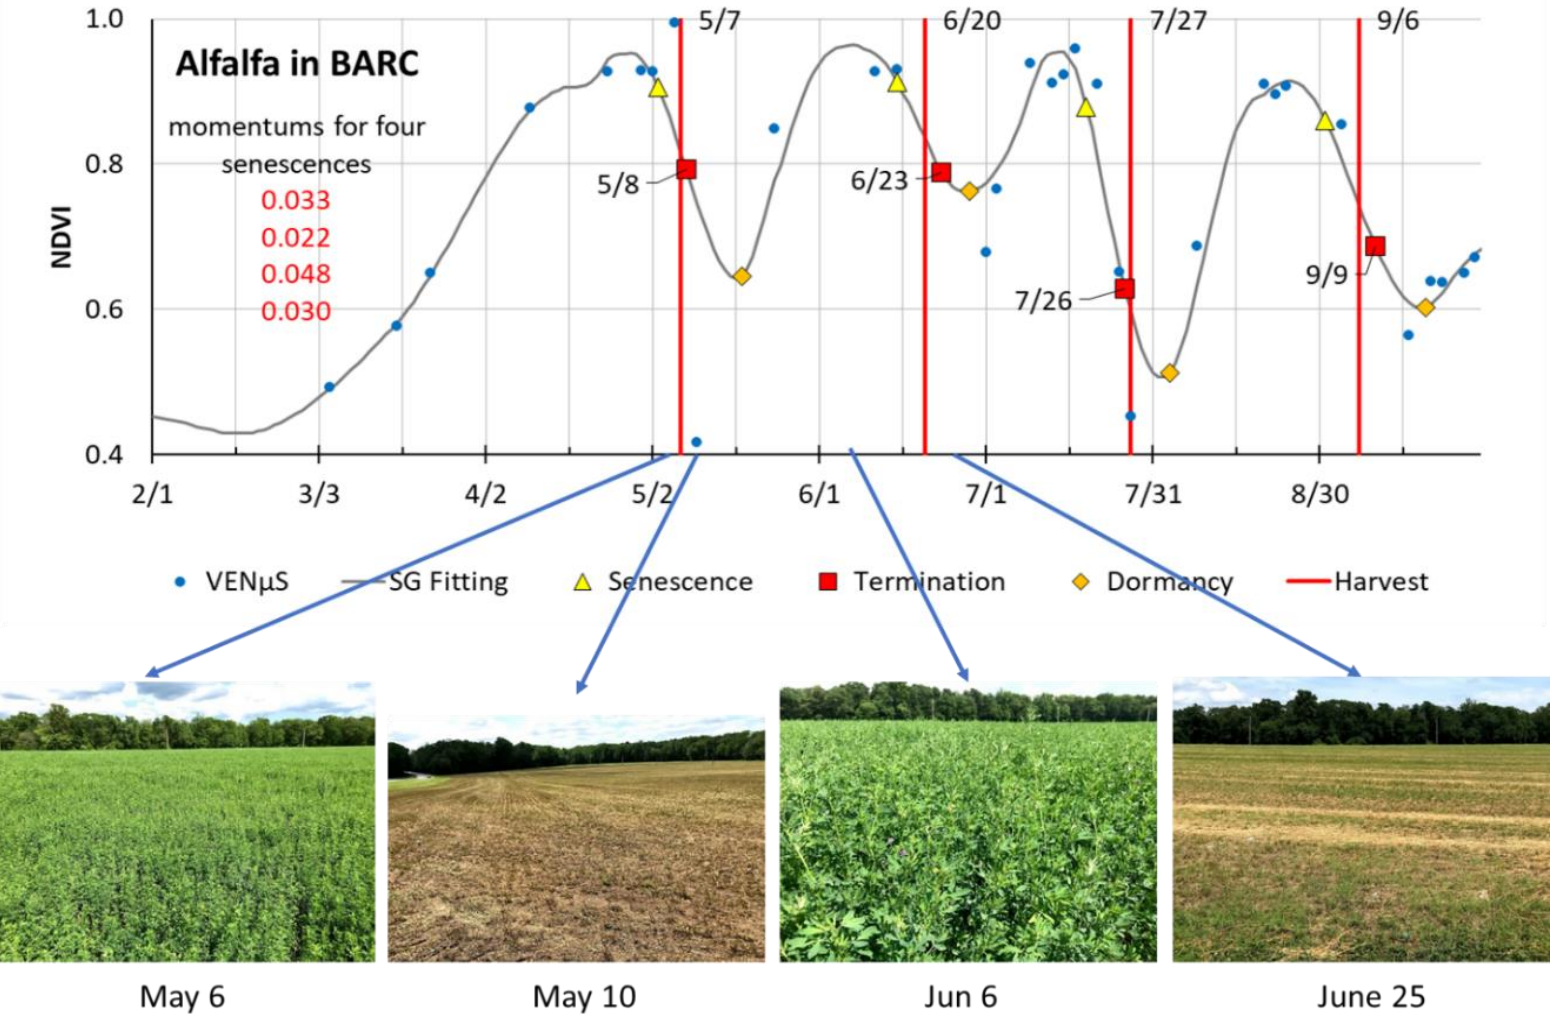 1.0
5/7
6/20
7/27
9/6
Alfalfa in BARC
momentums for four
senescences
0.033
0.022
0.048
0.030
0.8
5/8
6/23
NDVI
9/9
7/26
0.6
0.4
2/1
3/3
4/2
5/2
6/1
7/1
7/31
8/30
VENµS
SG Fitting
Senescence
Termination
Dormancy
Harvest
May 6
May 10
Jun 6
June 25